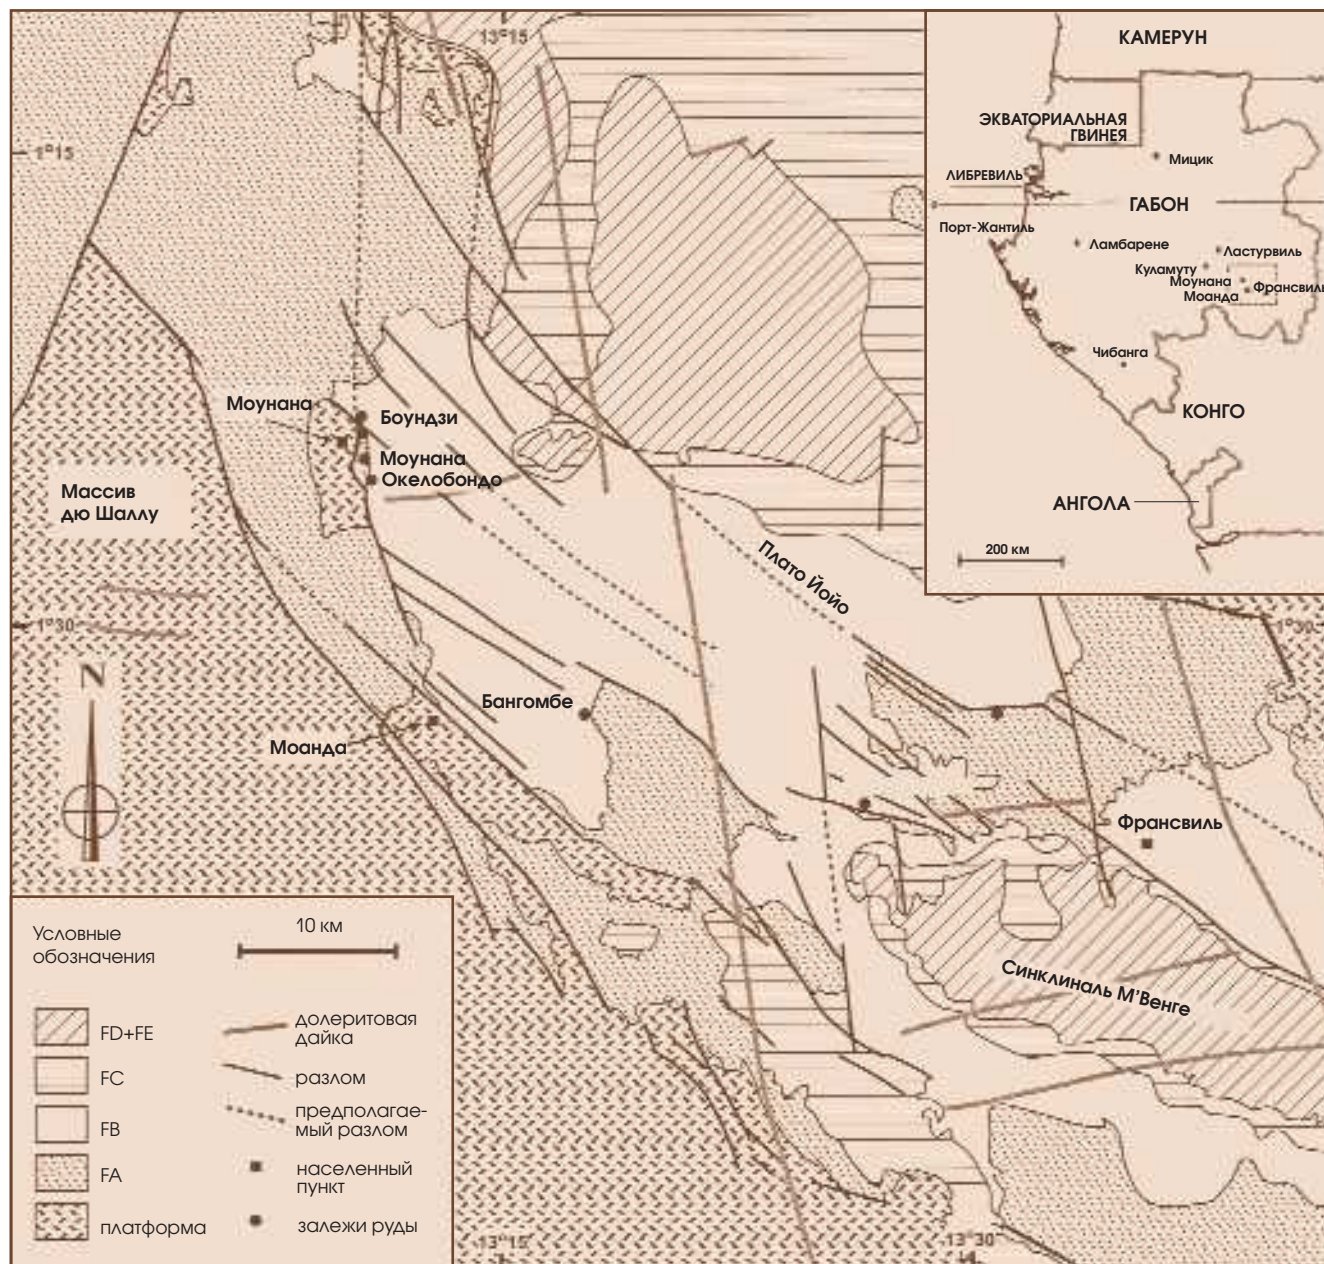 13°15
1°15
КАМЕРУН
ЭКВАТОРИАЛЬНАЯ
ГВИНЕЯ
Мицик
ЛИБРЕВИЛЬ
ГАБОН
Порт-Жантиль
Ламбарене
Ластурвиль
Куламуту
Моунана
Моанда
Франсвиль
Чибанга
КОНГО
АНГОЛА
200 км
Моунана
Боундзи
Моунана
Окелобондо
Массив
дю Шаллу
Плато Йойо
1°30
1°30
N
Бангомбе
Моанда
Франсвиль
Синклиналь М'Венге
Условные
обозначения
10 км
FD+FE
FC
FB
FA
платформа
долеритовая
дайка
разлом
предполагае-
мый разлом
населенный
пункт
залежи руды
13°15
13°30